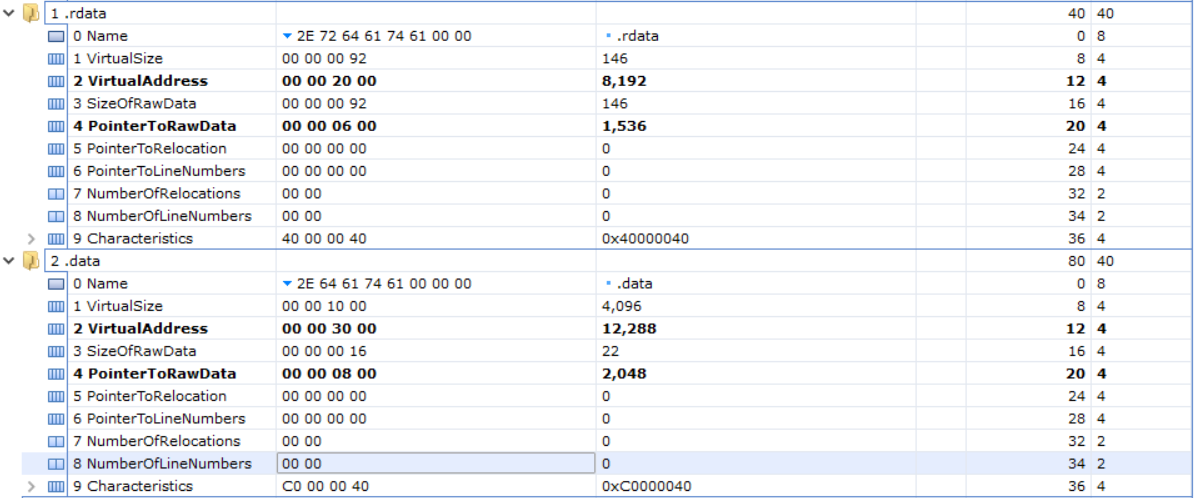 1 .rdata 40 40
0 Name 2E 72 64 61 74 61 00 00 .rdata 0 8
1 VirtualSize 00 00 00 92 146 8 4
2 VirtualAddress 00 00 20 00 8,192 12 4
3 SizeOfRawData 00 00 00 92 146 16 4
4 PointerToRawData 00 00 06 00 1,536 20 4
5 PointerToRelocation 00 00 00 00 0 24 4
6 PointerToLineNumbers 00 00 00 00 0 28 4
7 NumberOfRelocations 00 00 0 32 2
8 NumberOfLineNumbers 00 00 0 34 2
9 Characteristics 40 00 00 40 0x40000040 36 4
2 .data 80 40
0 Name 2E 64 61 74 61 00 00 00 .data 0 8
1 VirtualSize 00 00 10 00 4,096 8 4
2 VirtualAddress 00 00 30 00 12,288 12 4
3 SizeOfRawData 00 00 00 16 22 16 4
4 PointerToRawData 00 00 08 00 2,048 20 4
5 PointerToRelocation 00 00 00 00 0 24 4
6 PointerToLineNumbers 00 00 00 00 0 28 4
7 NumberOfRelocations 00 00 0 32 2
8 NumberOfLineNumbers 00 00 0 34 2
9 Characteristics C0 00 00 40 0xC0000040 36 4